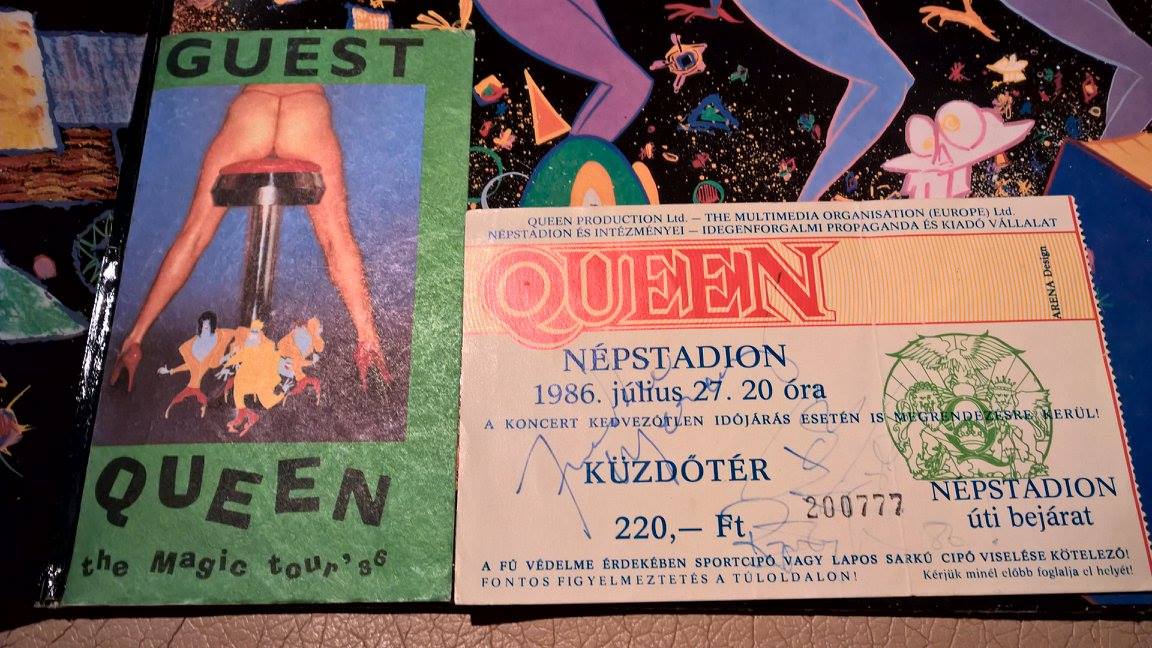 GUEST
QUEEN
the Magic tour'86
QUEEN PRODUCTION Ltd. — THE MULTIMEDIA ORGANISATION (EUROPE) Ltd.
NÉPSTADION ÉS INTÉZMÉNYEI — IDEGENFORGALMI PROPAGANDA ÉS KIADÓ VÁLLALAT
QUEEN
ARENA Design
NÉPSTADION
1986. július 27. 20 óra
A KONCERT KEDVEZŐTLEN IDŐJÁRÁS ESETÉN IS MEGRENDEZÉSRE KERÜL!
KÜZDŐTÉR
200777
220,— Ft
NÉPSTADION
úti bejárat
A FŰ VÉDELME ÉRDEKÉBEN SPORTCIPŐ VAGY LAPOS SARKÚ CIPŐ VISELÉSE KÖTELEZŐ!
FONTOS FIGYELMEZTETÉS A TÚLOLDALON!
Kérjük minél előbb foglalja el helyét!